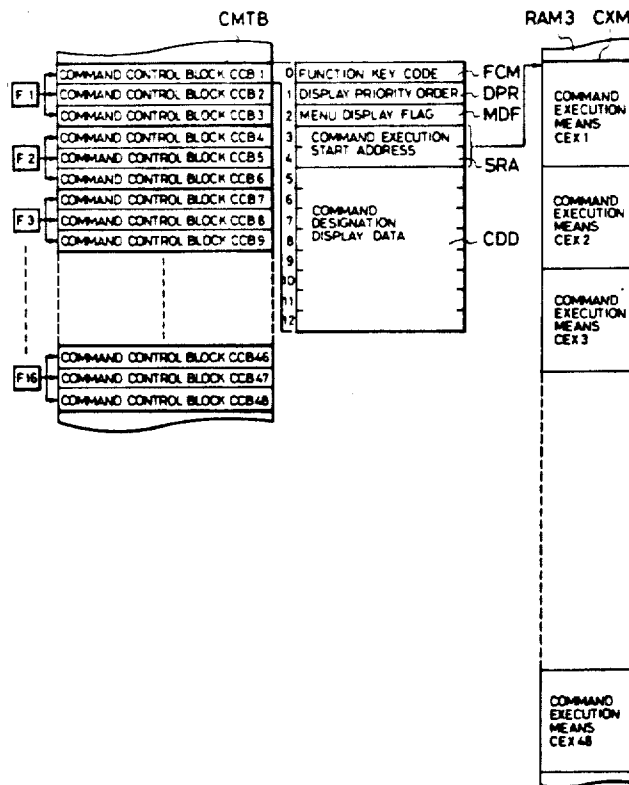 CMTB
RAM3 CXM
COMMAND CONTROL BLOCK CCB1
COMMAND CONTROL BLOCK CCB2
COMMAND CONTROL BLOCK CCB3
F1
COMMAND CONTROL BLOCK CCB4
COMMAND CONTROL BLOCK CCB5
COMMAND CONTROL BLOCK CCB6
F2
COMMAND CONTROL BLOCK CCB7
COMMAND CONTROL BLOCK CCB8
COMMAND CONTROL BLOCK CCB9
F3
COMMAND CONTROL BLOCK CCB46
COMMAND CONTROL BLOCK CCB47
COMMAND CONTROL BLOCK CCB48
F16
0 FUNCTION KEY CODE FCM
1 DISPLAY PRIORITY ORDER DPR
2 MENU DISPLAY FLAG MDF
3 COMMAND EXECUTION
4 START ADDRESS
SRA
5
6
7
8
9
10
11
12
COMMAND
DESIGNATION
DISPLAY DATA
CDD
COMMAND
EXECUTION
MEANS
CEX1
COMMAND
EXECUTION
MEANS
CEX2
COMMAND
EXECUTION
MEANS
CEX3
COMMAND
EXECUTION
MEANS
CEX48